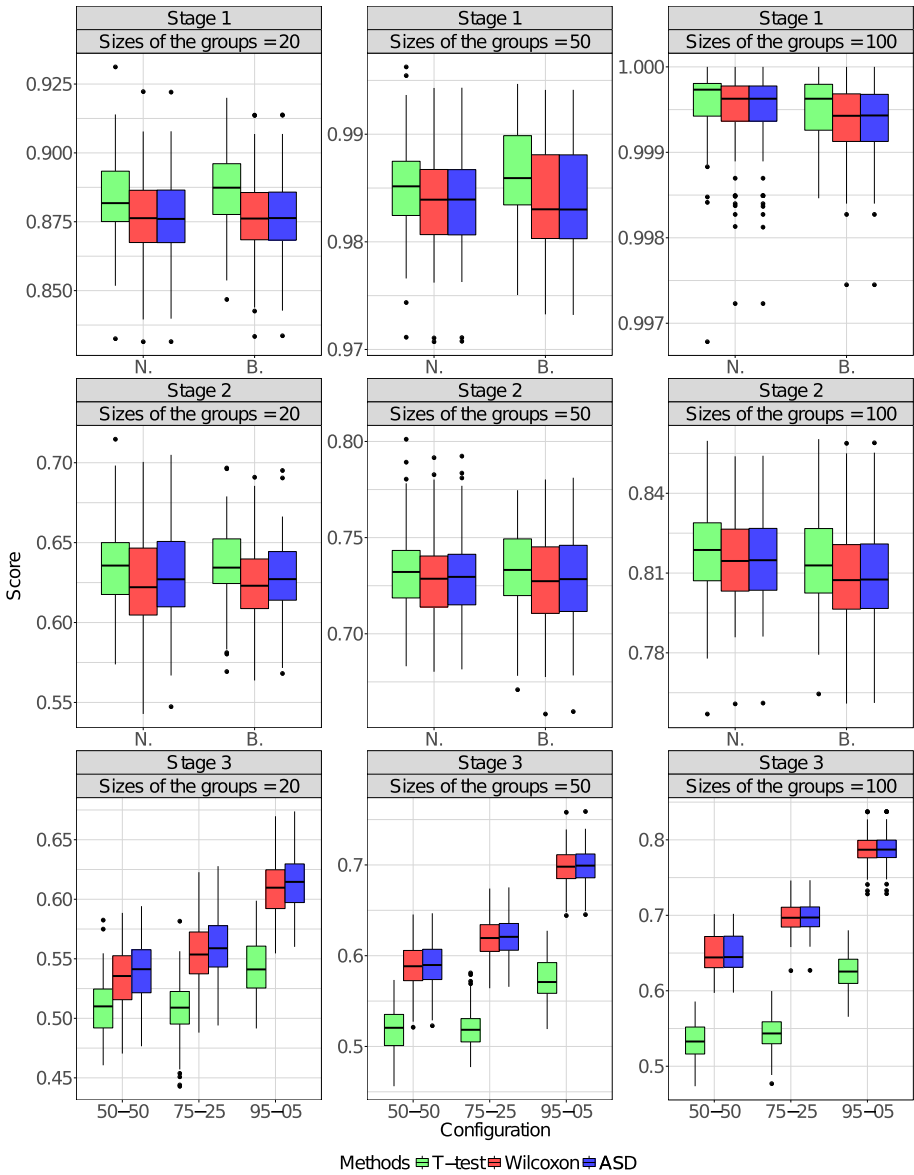 Stage 1
Sizes of the groups = 20
0.925
0.900
0.875
0.850
N.
B.
Stage 1
Sizes of the groups = 50
0.99
0.98
0.97
N.
B.
Stage 1
Sizes of the groups = 100
1.000
0.999
0.998
0.997
N.
B.
Score
Stage 2
Sizes of the groups = 20
0.70
0.65
0.60
0.55
N.
B.
Stage 2
Sizes of the groups = 50
0.80
0.75
0.70
N.
B.
Stage 2
Sizes of the groups = 100
0.84
0.81
0.78
N.
B.
Stage 3
Sizes of the groups = 20
0.65
0.60
0.55
0.50
0.45
50−50
75−25
95−05
Stage 3
Sizes of the groups = 50
0.7
0.6
0.5
50−50
75−25
95−05
Stage 3
Sizes of the groups = 100
0.8
0.7
0.6
0.5
50−50
75−25
95−05
Configuration
Methods T−test Wilcoxon ASD